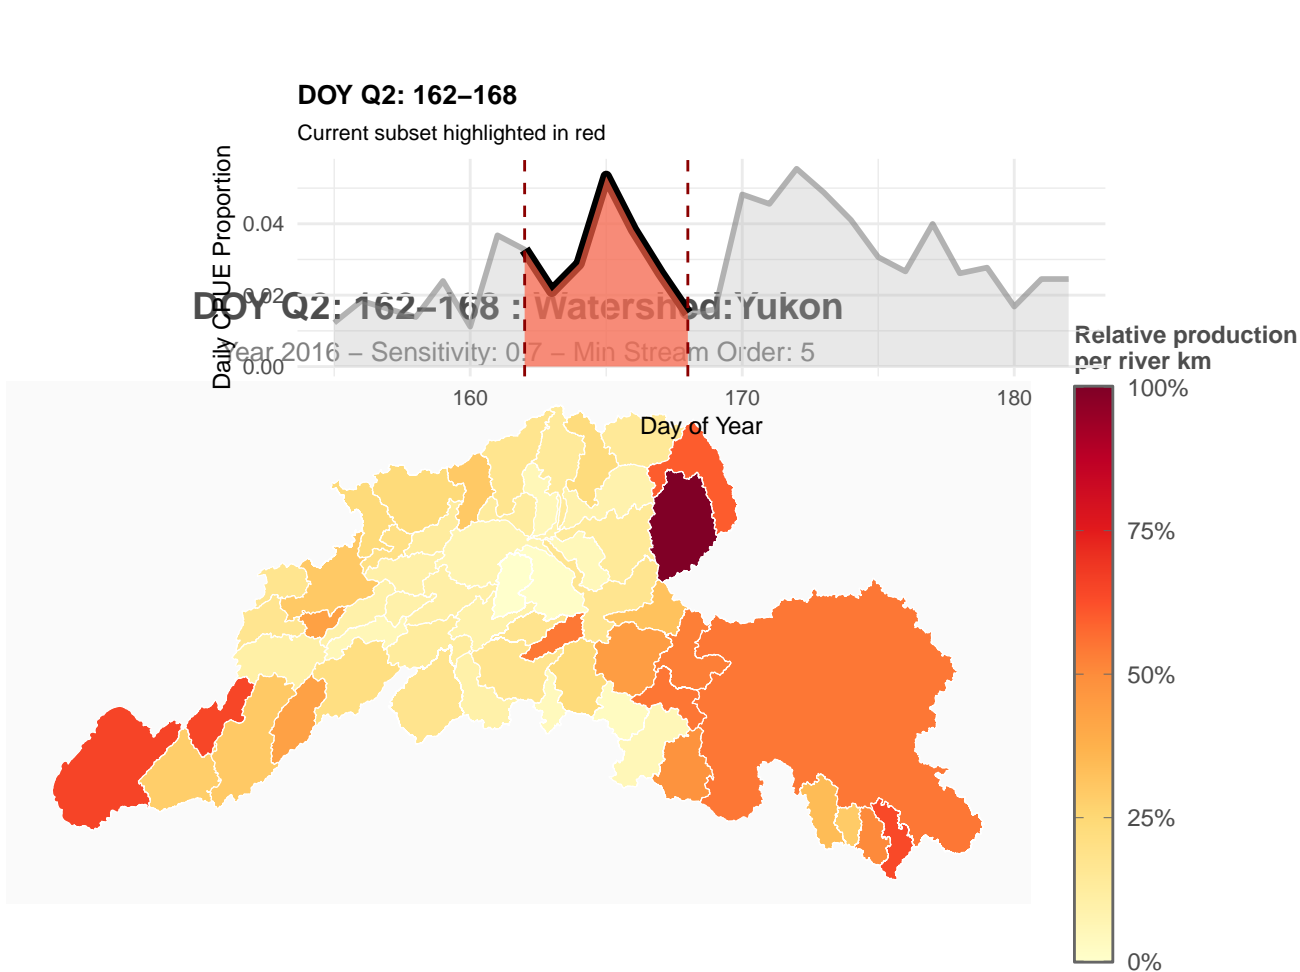 DOY Q2: 162–168
Current subset highlighted in red
Daily CPUE Proportion
0.04
0.02
0.00
DOY Q2: 162–168 : Watershed:Yukon
Year 2016 – Sensitivity: 0.7 – Min Stream Order: 5
160
170
180
Day of Year
Relative production
per river km
100%
75%
50%
25%
0%